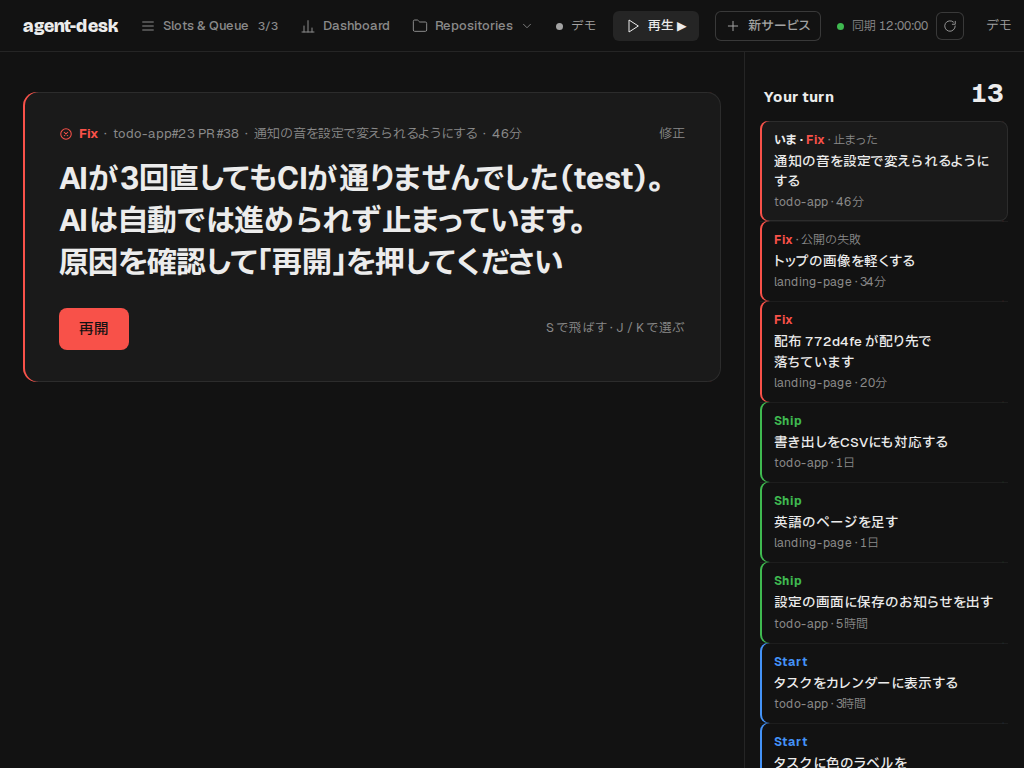 agent-desk Slots & Queue 3/3 Dashboard Repositories デモ 再生 ▶ 新サービス 同期 12:00:00 デモ
Fix · todo-app#23 PR #38 · 通知の音を設定で変えられるようにする · 46分 修正
AIが3回直してもCIが通りませんでした(test)。
AIは自動では進められず止まっています。
原因を確認して「再開」を押してください
再開 S で飛ばす · J / K で選ぶ
Your turn 13
いま · Fix · 止まった
通知の音を設定で変えられるように
する
todo-app · 46分
Fix · 公開の失敗
トップの画像を軽くする
landing-page · 34分
Fix
配布 772d4fe が配り先で
落ちています
landing-page · 20分
Ship
書き出しをCSVにも対応する
todo-app · 1日
Ship
英語のページを足す
landing-page · 1日
Ship
設定の画面に保存のお知らせを出す
todo-app · 5時間
Start
タスクをカレンダーに表示する
todo-app · 3時間
Start
タスクに色のラベルを